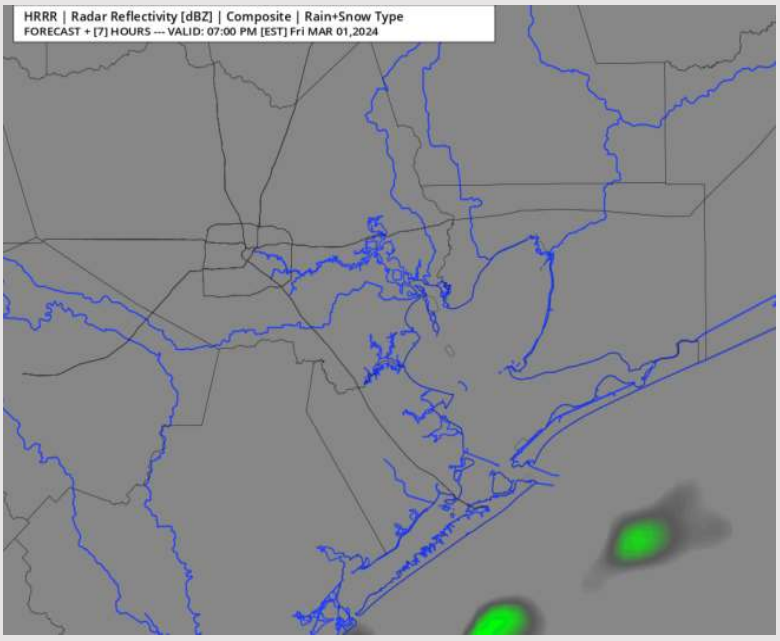 HRRR | Radar Reflectivity [dBZ] | Composite | Rain+Snow Type
FORECAST + [7] HOURS --- VALID: 07:00 PM [EST] Fri MAR 01,2024